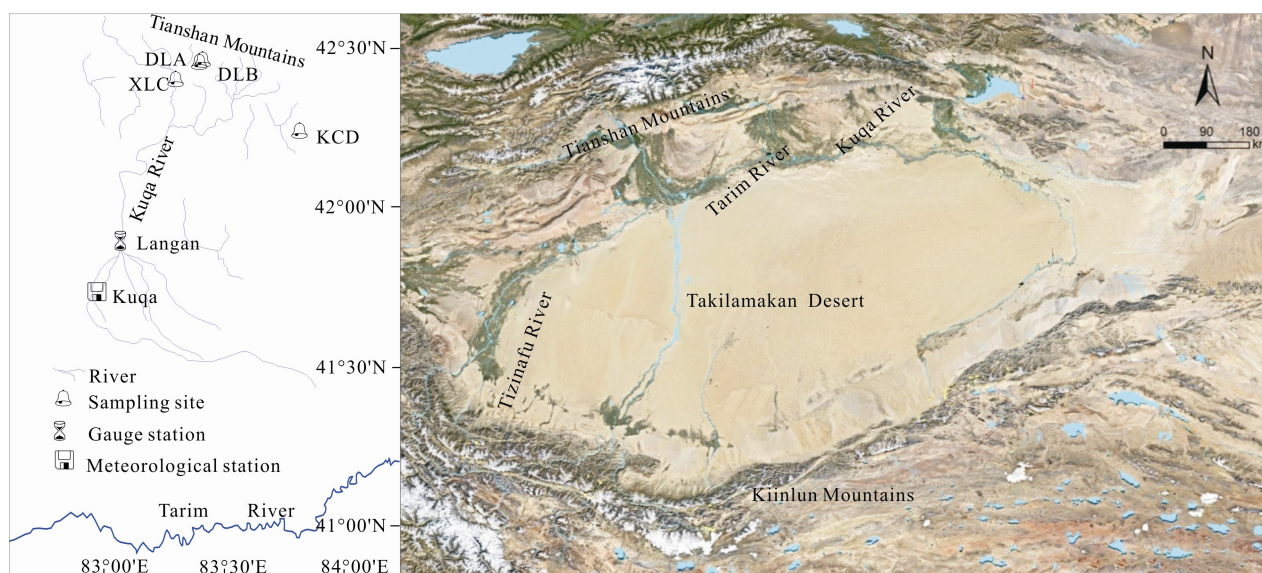 Tianshan Mountains
DLA
DLB
XLC
KCD
Kuqa River
Langan
Kuqa
River
Sampling site
Gauge station
Meteorological station
Tarim River
42°30'N
42°00'N
41°30'N
41°00'N
83°00'E
83°30'E
84°00'E
Tianshan Mountains
Kuqa River
Tarim River
Tizinafu River
Takilamakan Desert
Kiinlun Mountains
N
0 90 180
km